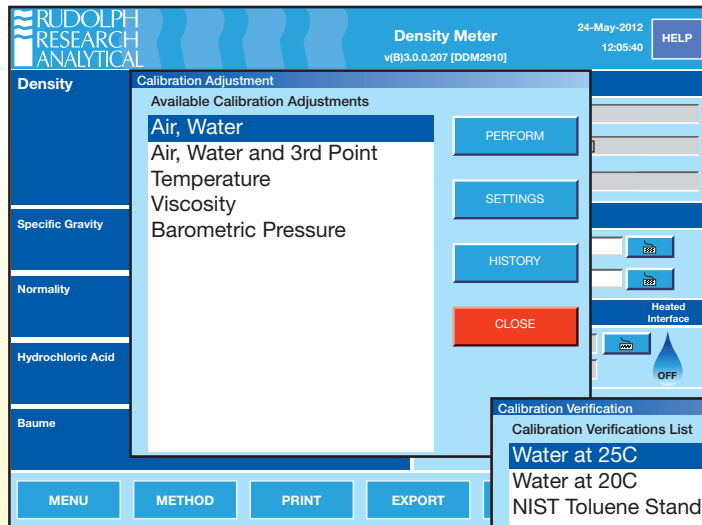 RUDOLPH
RESEARCH
ANALYTICAL
Density Meter
v(B)3.0.0.207 [DDM2910]
24-May-2012
12:05:40
HELP
Density
Calibration Adjustment
Available Calibration Adjustments
Air, Water
Air, Water and 3rd Point
Temperature
Viscosity
Barometric Pressure
PERFORM
SETTINGS
HISTORY
CLOSE
Specific Gravity
Normality
Hydrochloric Acid
Baume
Heated
Interface
OFF
Calibration Verification
Calibration Verifications List
Water at 25C
Water at 20C
NIST Toluene Stand
MENU
METHOD
PRINT
EXPORT